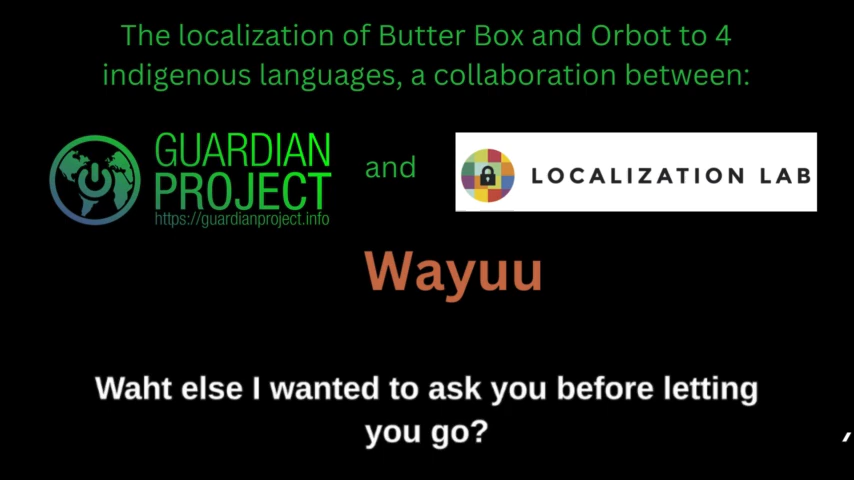 The localization of Butter Box and Orbot to 4
indigenous languages, a collaboration between:
GUARDIAN
PROJECT
https://guardianproject.info
and
LOCALIZATION LAB
Wayuu
Waht else I wanted to ask you before letting
you go?
,